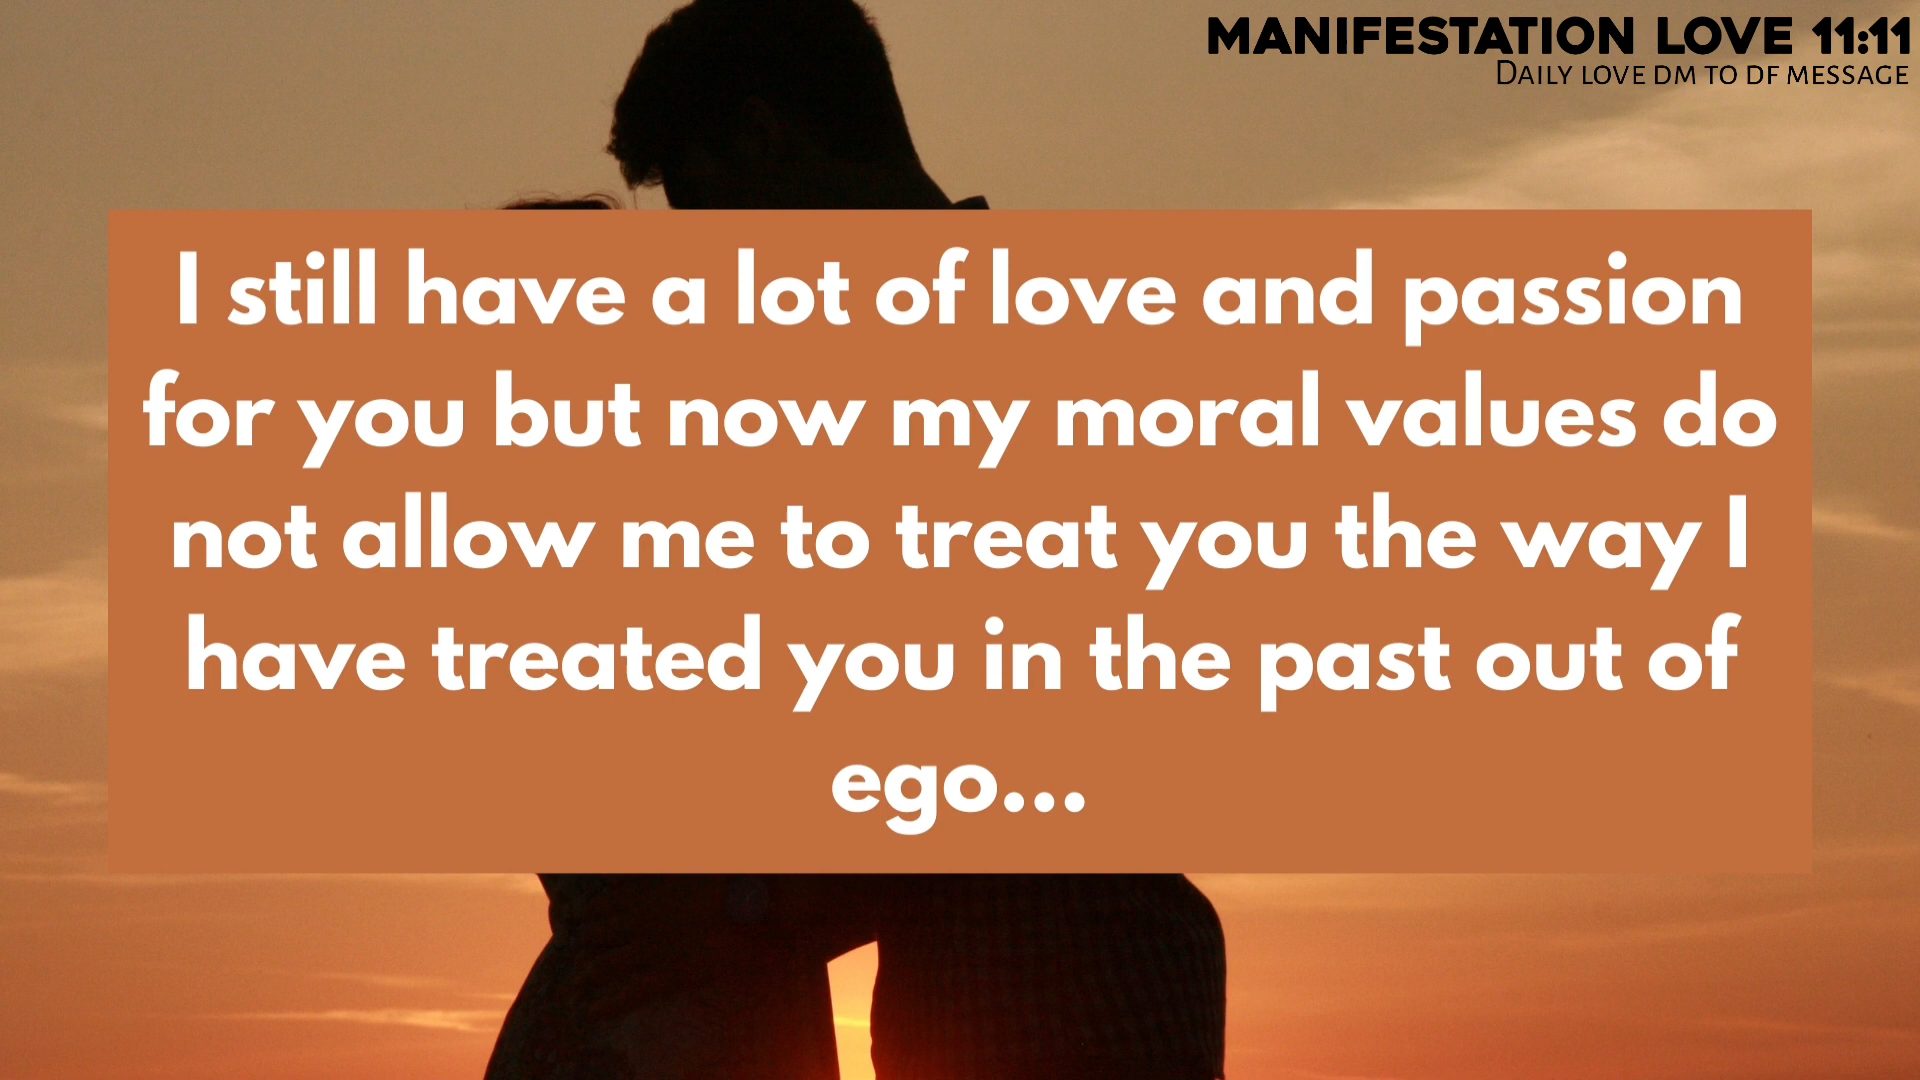 MANIFESTATION LOVE 11:11
DAILY LOVE DM TO DF MESSAGE
I still have a lot of love and passion
for you but now my moral values do
not allow me to treat you the way I
have treated you in the past out of
ego...